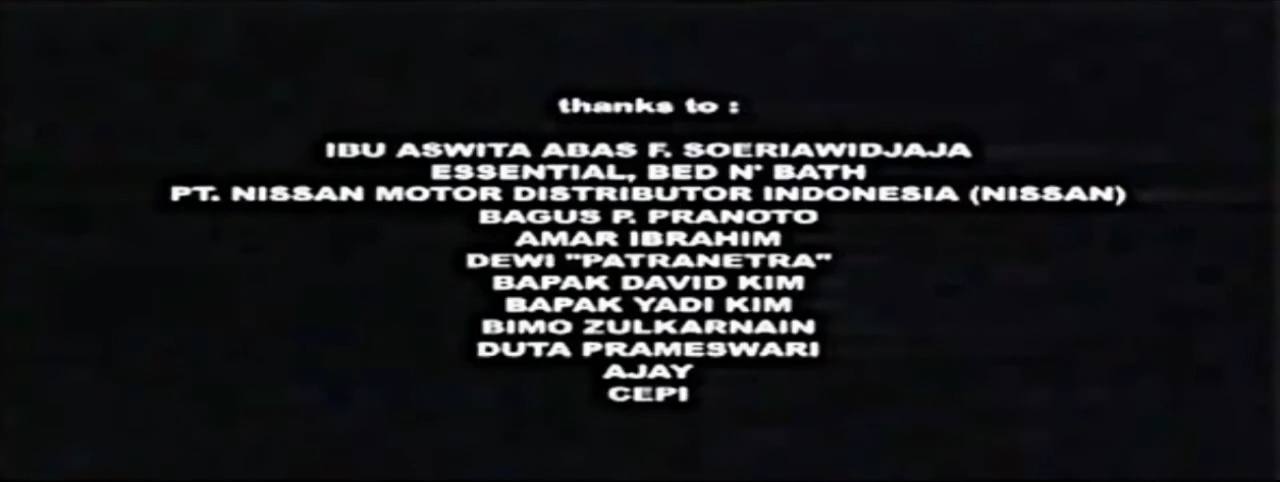 thanks to :
IBU ASWITA ABAS F. SOERIAWIDJAJA
ESSENTIAL, BED N' BATH
PT. NISSAN MOTOR DISTRIBUTOR INDONESIA (NISSAN)
BAGUS P. PRANOTO
AMAR IBRAHIM
DEWI "PATRANETRA"
BAPAK DAVID KIM
BAPAK YADI KIM
BIMO ZULKARNAIN
DUTA PRAMESWARI
AJAY
CEPI